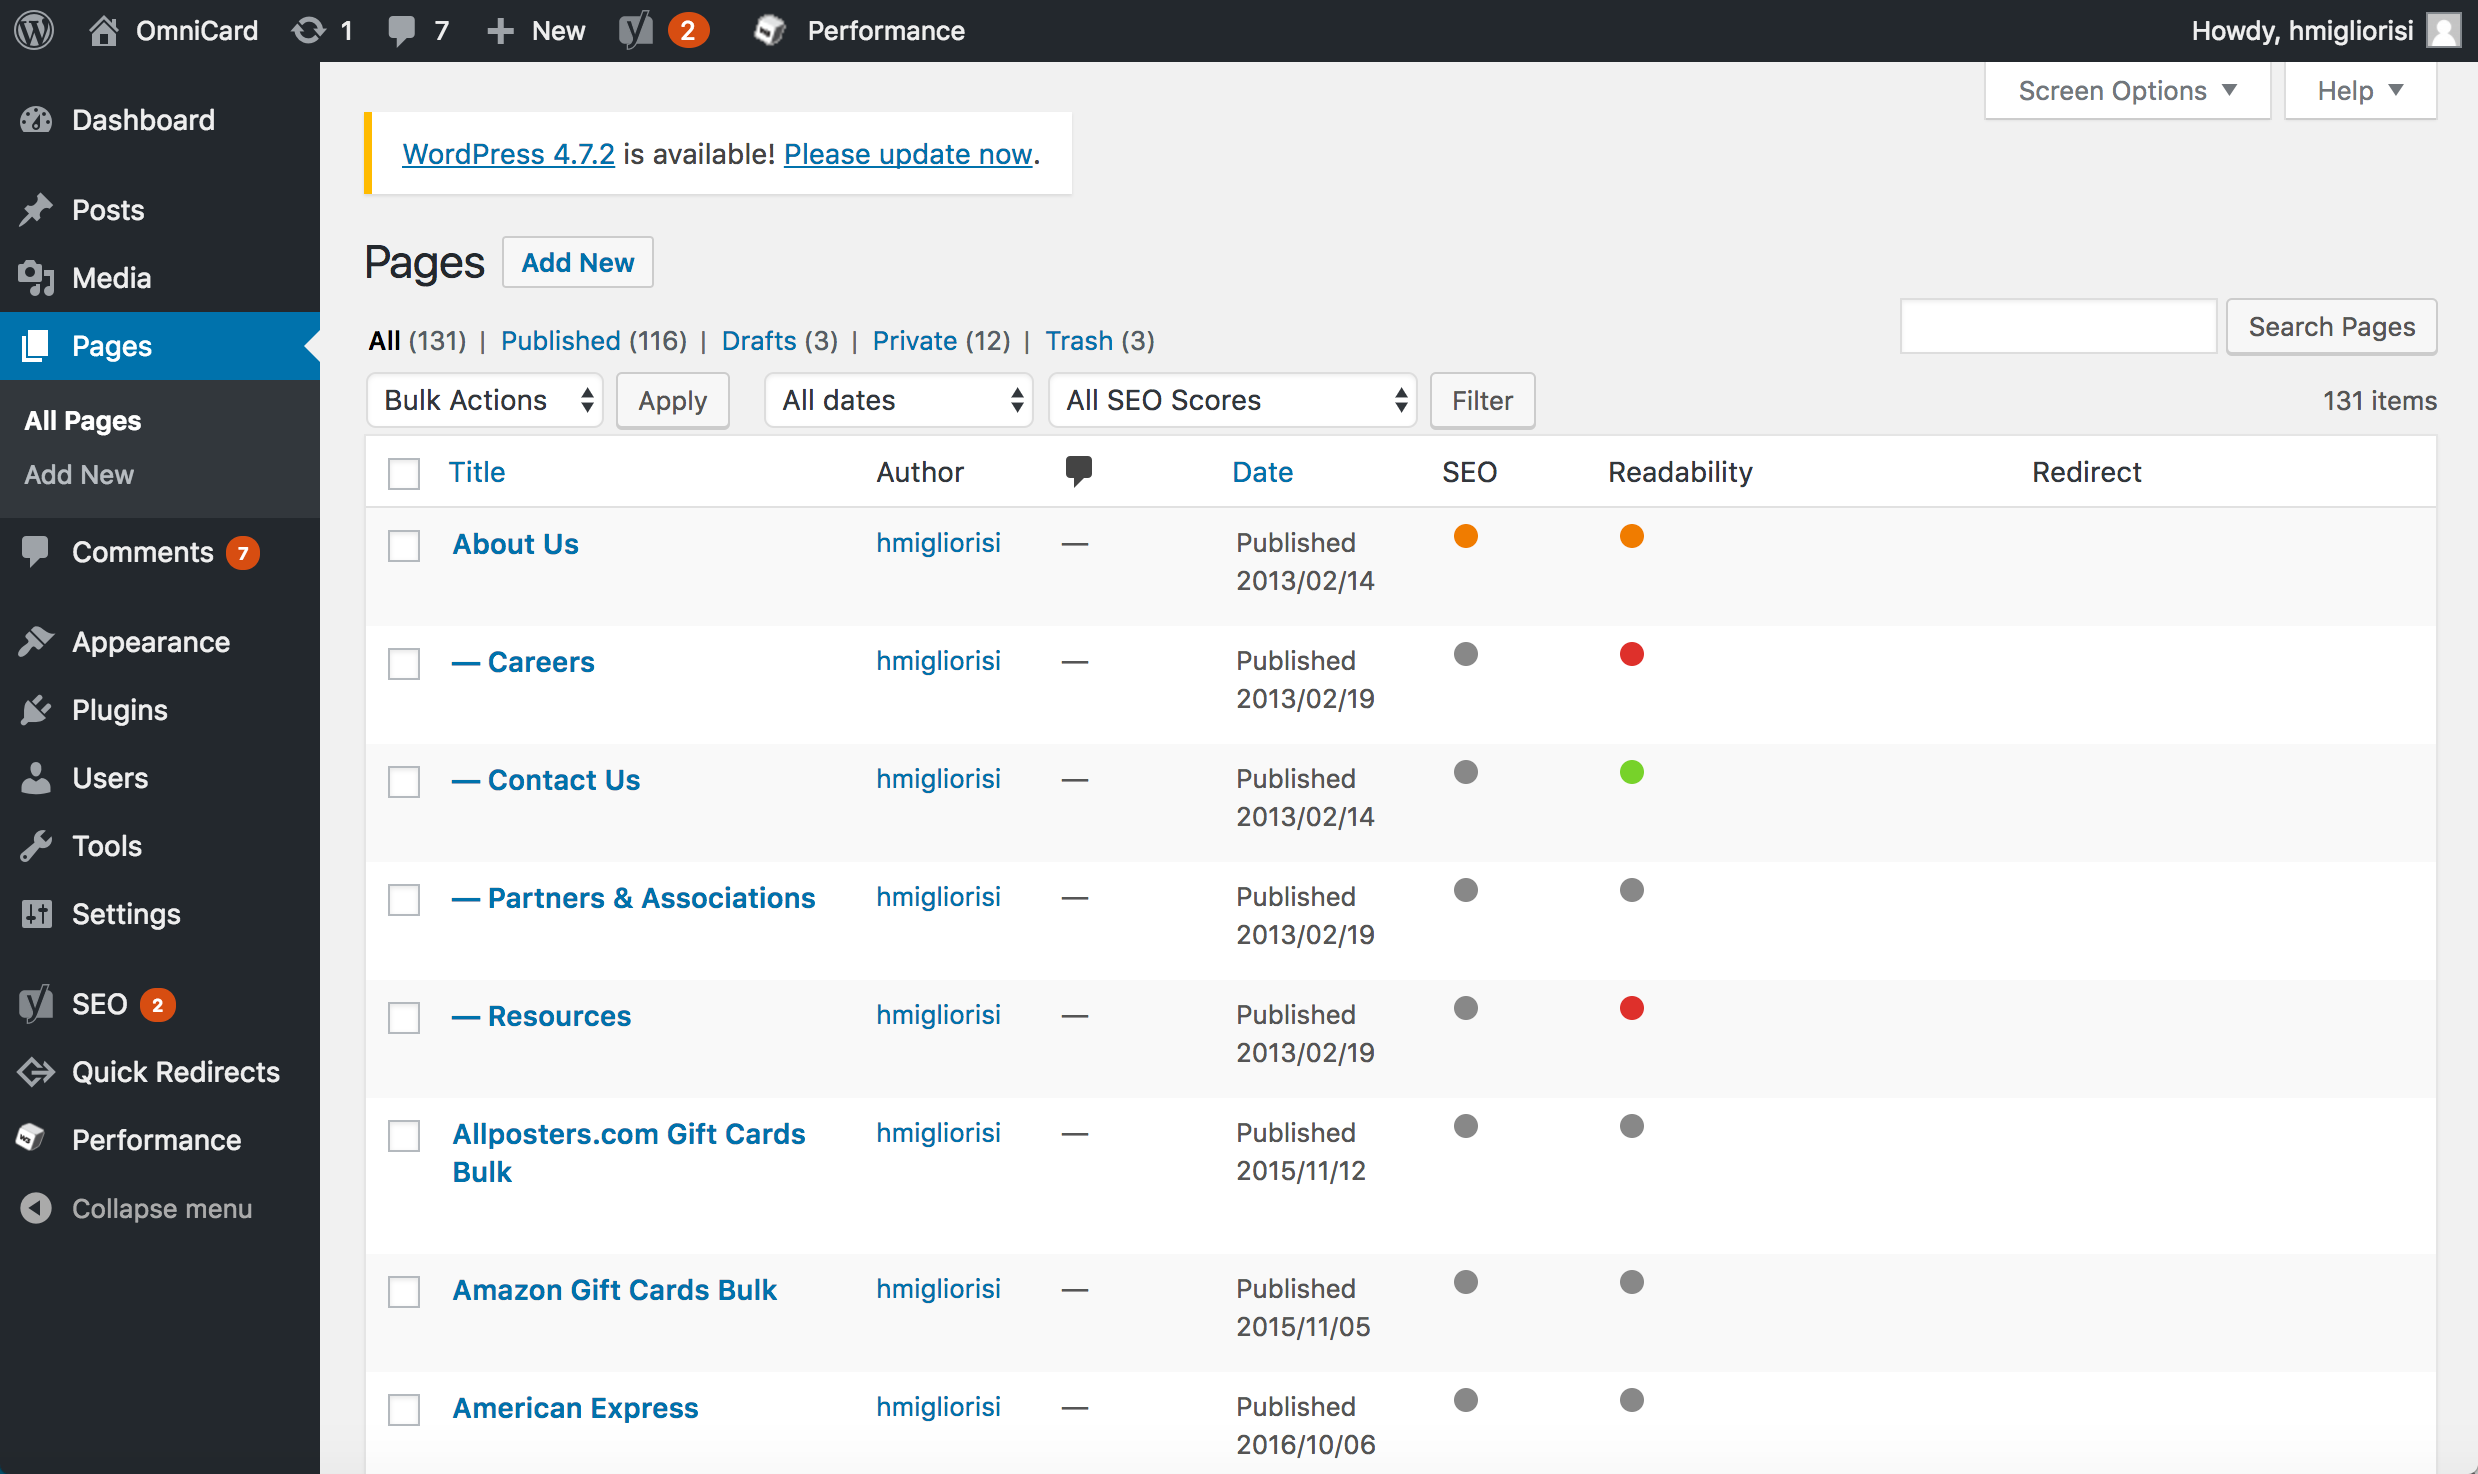 OmniCard 1 7 New 2 Performance Howdy, hmigliorisi
Screen Options Help
Dashboard
Posts
Media
Pages
All Pages
Add New
Comments 7
Appearance
Plugins
Users
Tools
Settings
SEO 2
Quick Redirects
Performance
Collapse menu
WordPress 4.7.2 is available! Please update now.
Pages Add New
All (131) | Published (116) | Drafts (3) | Private (12) | Trash (3)
Search Pages
Bulk Actions Apply All dates All SEO Scores Filter 131 items
Title Author Date SEO Readability Redirect
About Us hmigliorisi — Published
2013/02/14
— Careers hmigliorisi — Published
2013/02/19
— Contact Us hmigliorisi — Published
2013/02/14
— Partners & Associations hmigliorisi — Published
2013/02/19
— Resources hmigliorisi — Published
2013/02/19
Allposters.com Gift Cards hmigliorisi — Published
Bulk 2015/11/12
Amazon Gift Cards Bulk hmigliorisi — Published
2015/11/05
American Express hmigliorisi — Published
2016/10/06